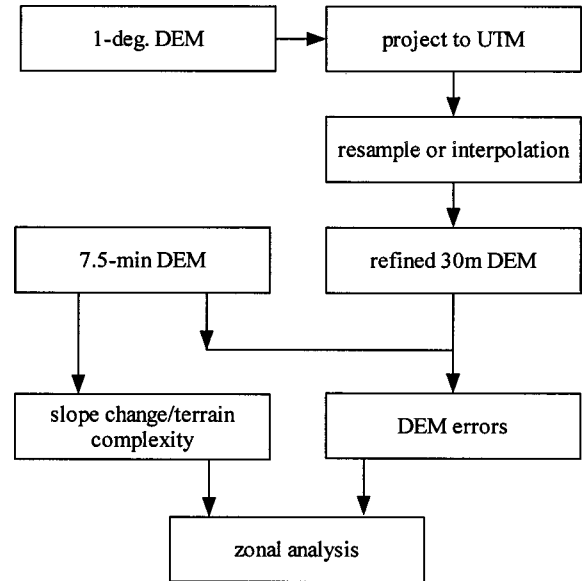 1-deg. DEM
project to UTM
resample or interpolation
7.5-min DEM
refined 30m DEM
slope change/terrain
complexity
DEM errors
zonal analysis